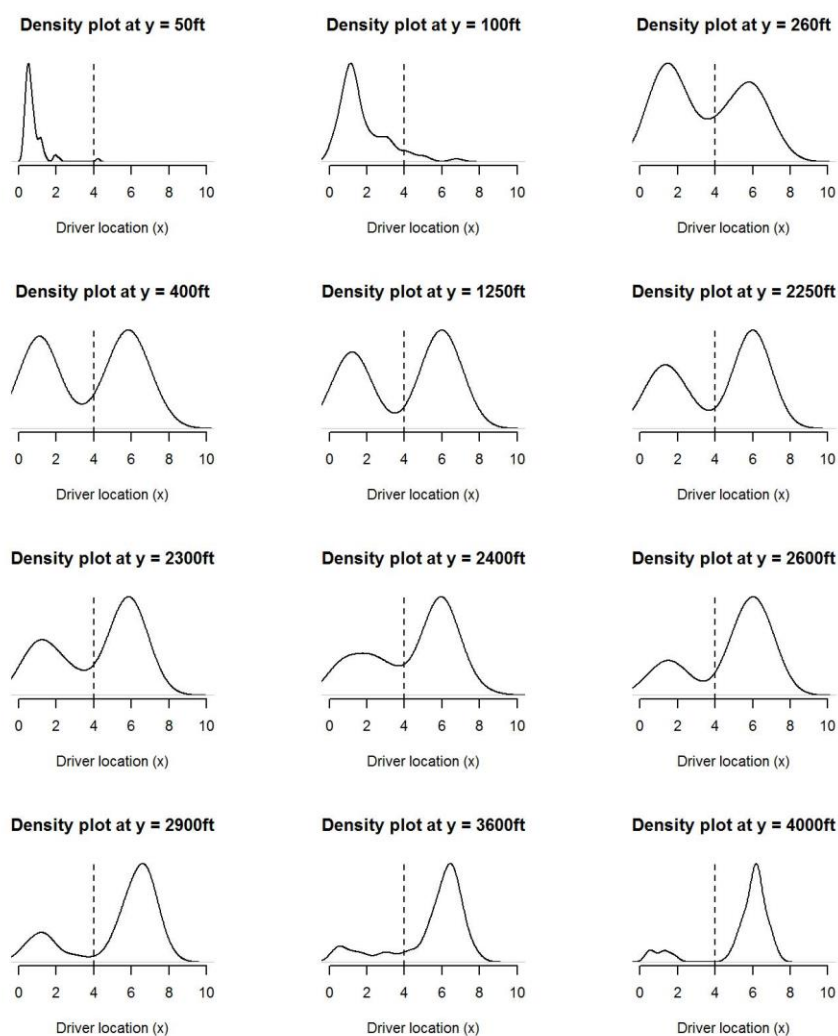 Density plot at y = 50ft
0 2 4 6 8 10
Driver location (x)
Density plot at y = 100ft
0 2 4 6 8 10
Driver location (x)
Density plot at y = 260ft
0 2 4 6 8 10
Driver location (x)
Density plot at y = 400ft
0 2 4 6 8 10
Driver location (x)
Density plot at y = 1250ft
0 2 4 6 8 10
Driver location (x)
Density plot at y = 2250ft
0 2 4 6 8 10
Driver location (x)
Density plot at y = 2300ft
0 2 4 6 8 10
Driver location (x)
Density plot at y = 2400ft
0 2 4 6 8 10
Driver location (x)
Density plot at y = 2600ft
0 2 4 6 8 10
Driver location (x)
Density plot at y = 2900ft
0 2 4 6 8 10
Driver location (x)
Density plot at y = 3600ft
0 2 4 6 8 10
Driver location (x)
Density plot at y = 4000ft
0 2 4 6 8 10
Driver location (x)